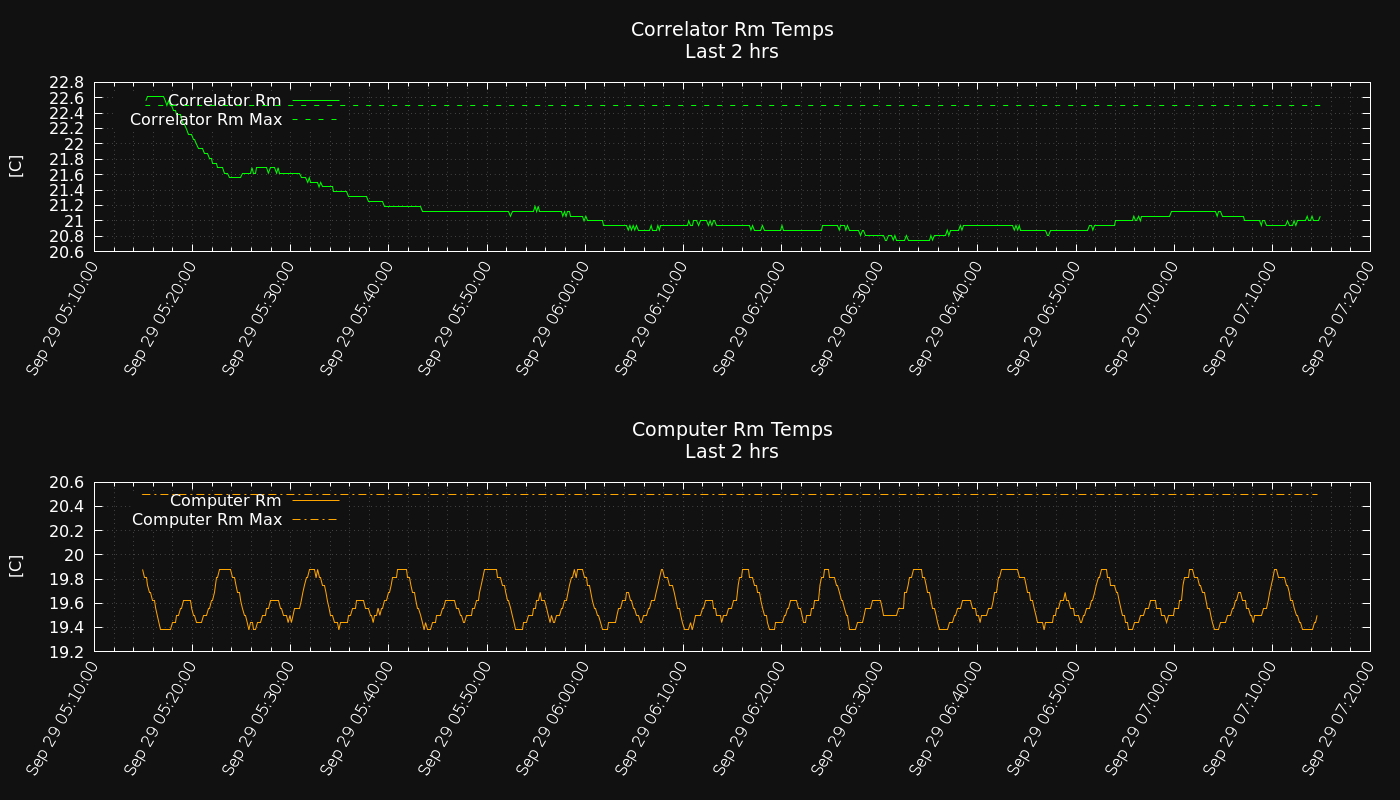 Correlator Rm Temps
Last 2 hrs
22.8
22.6
22.4
22.2
22
21.8
21.6
21.4
21.2
21
20.8
20.6
[C]
Correlator Rm
Correlator Rm Max
Sep 29 05:10:00
Sep 29 05:20:00
Sep 29 05:30:00
Sep 29 05:40:00
Sep 29 05:50:00
Sep 29 06:00:00
Sep 29 06:10:00
Sep 29 06:20:00
Sep 29 06:30:00
Sep 29 06:40:00
Sep 29 06:50:00
Sep 29 07:00:00
Sep 29 07:10:00
Sep 29 07:20:00
Computer Rm Temps
Last 2 hrs
20.6
20.4
20.2
20
19.8
19.6
19.4
19.2
[C]
Computer Rm
Computer Rm Max
Sep 29 05:10:00
Sep 29 05:20:00
Sep 29 05:30:00
Sep 29 05:40:00
Sep 29 05:50:00
Sep 29 06:00:00
Sep 29 06:10:00
Sep 29 06:20:00
Sep 29 06:30:00
Sep 29 06:40:00
Sep 29 06:50:00
Sep 29 07:00:00
Sep 29 07:10:00
Sep 29 07:20:00